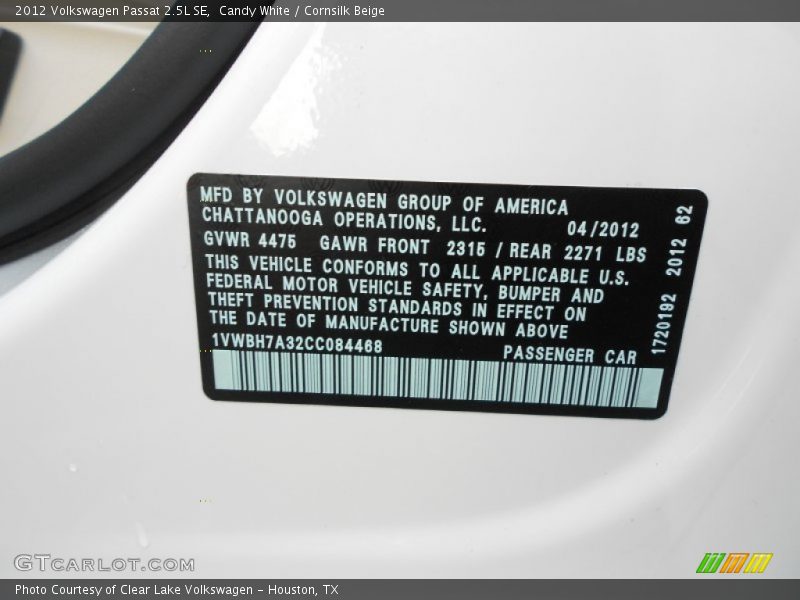 2012 Volkswagen Passat 2.5L SE, Candy White / Cornsilk Beige
MFD BY VOLKSWAGEN GROUP OF AMERICA
CHATTANOOGA OPERATIONS, LLC.
04/2012
GVWR 4475 GAWR FRONT 2315 / REAR 2271 LBS
THIS VEHICLE CONFORMS TO ALL APPLICABLE U.S.
FEDERAL MOTOR VEHICLE SAFETY, BUMPER AND
THEFT PREVENTION STANDARDS IN EFFECT ON
THE DATE OF MANUFACTURE SHOWN ABOVE
1VWBH7A32CC084468
PASSENGER CAR
1720192 2012 62
GTCARLOT.COM
Photo Courtesy of Clear Lake Volkswagen - Houston, TX